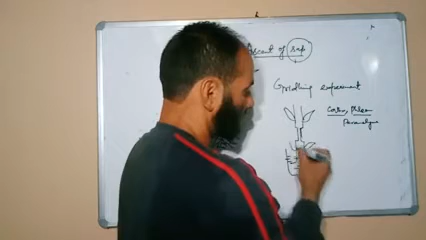 Ascent of sap
Girdling experiment
Cortex, Phloem
Parenchyma